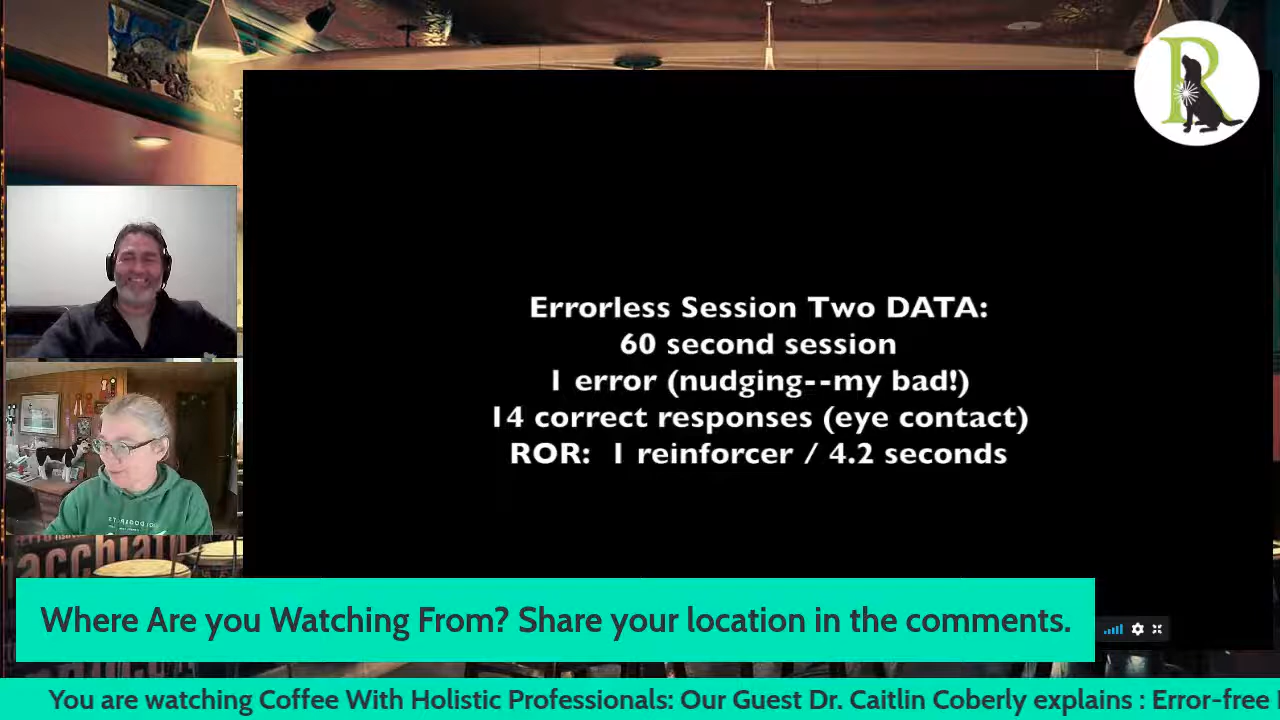 R
Errorless Session Two DATA:
60 second session
1 error (nudging--my bad!)
14 correct responses (eye contact)
ROR: 1 reinforcer / 4.2 seconds
acchiato
Where Are you Watching From? Share your location in the comments.
You are watching Coffee With Holistic Professionals: Our Guest Dr. Caitlin Coberly explains : Error-free